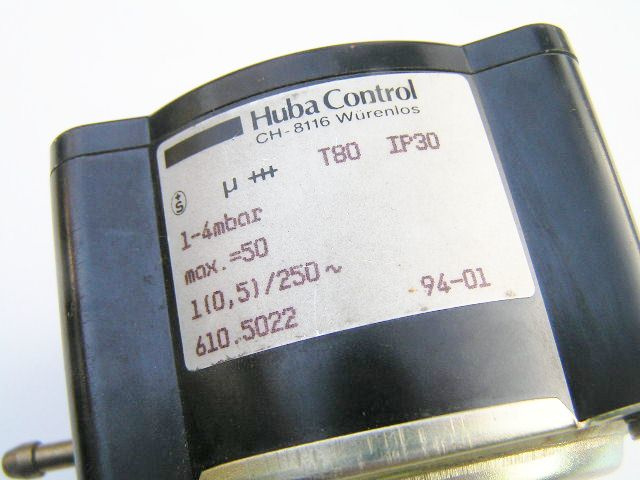 Huba Control
CH-8116 Würenlos
T80 IP30
µ
+S
1-4mbar
max.=50
1(0,5)/250~
94-01
610.5022